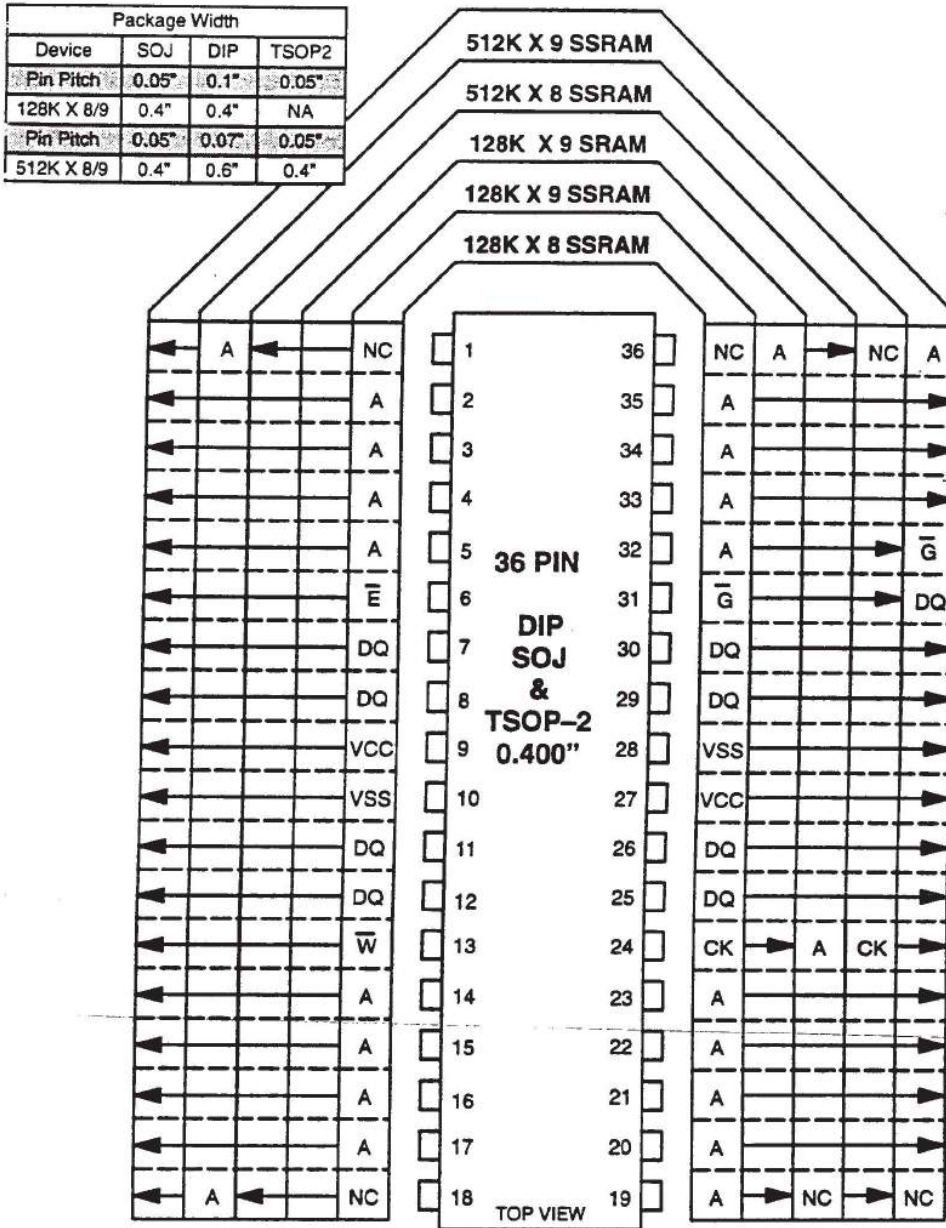 Package Width
Device SOJ DIP TSOP2
Pin Pitch 0.05" 0.1" 0.05"
128K X 8/9 0.4" 0.4" NA
Pin Pitch 0.05" 0.07" 0.05"
512K X 8/9 0.4" 0.6" 0.4"
512K X 9 SSRAM
512K X 8 SSRAM
128K X 9 SRAM
128K X 9 SSRAM
128K X 8 SSRAM
A NC 1 36 NC A NC A
A 2 35 A
A 3 34 A
A 4 33 A
A 5 32 A G̅
E̅ 6 31 G̅ DQ
DQ 7 30 DQ
DQ 8 29 DQ
VCC 9 28 VSS
VSS 10 27 VCC
DQ 11 26 DQ
DQ 12 25 DQ
W̅ 13 24 CK A CK
A 14 23 A
A 15 22 A
A 16 21 A
A 17 20 A
A NC 18 19 A NC NC
36 PIN
DIP
SOJ
&
TSOP–2
0.400"
TOP VIEW